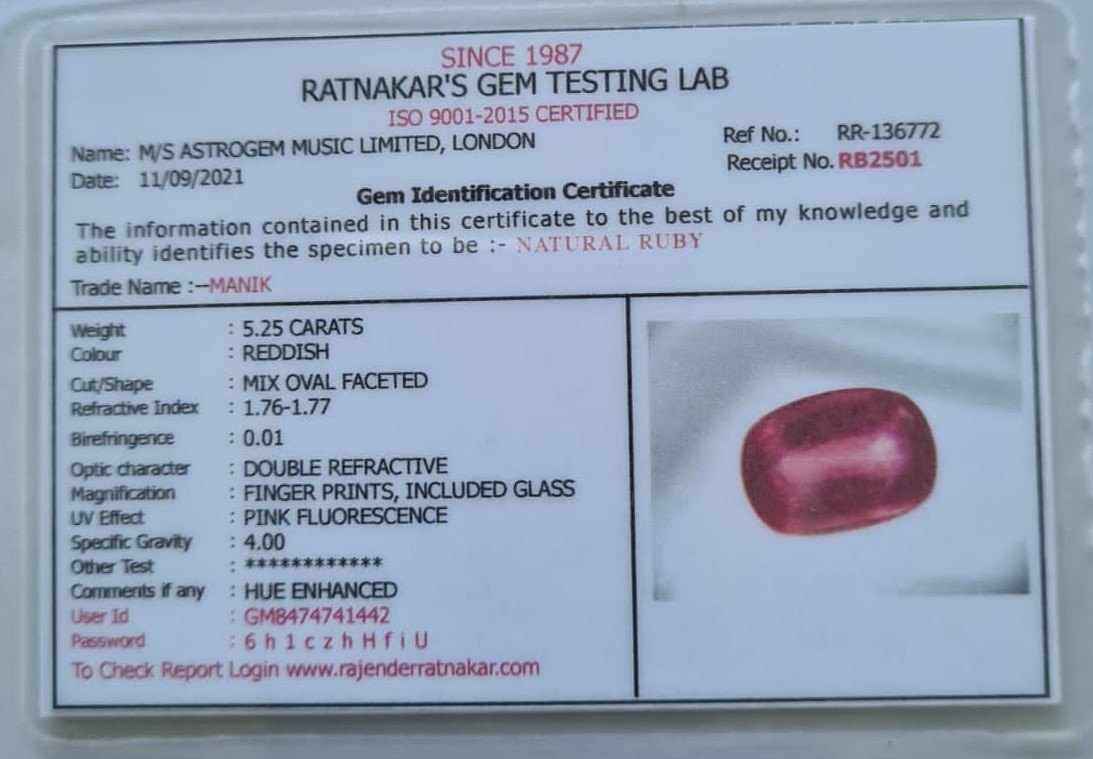 SINCE 1987
RATNAKAR'S GEM TESTING LAB
ISO 9001-2015 CERTIFIED
Name: M/S ASTROGEM MUSIC LIMITED, LONDON
Ref No.: RR-136772
Date: 11/09/2021
Receipt No. RB2501
Gem Identification Certificate
The information contained in this certificate to the best of my knowledge and
ability identifies the specimen to be :- NATURAL RUBY
Trade Name :--MANIK
Weight : 5.25 CARATS
Colour : REDDISH
Cut/Shape : MIX OVAL FACETED
Refractive Index : 1.76-1.77
Birefringence : 0.01
Optic character : DOUBLE REFRACTIVE
Magnification : FINGER PRINTS, INCLUDED GLASS
UV Effect : PINK FLUORESCENCE
Specific Gravity : 4.00
Other Test : ************
Comments if any : HUE ENHANCED
User Id : GM8474741442
Password : 6 h 1 c z h H f i U
To Check Report Login www.rajenderratnakar.com